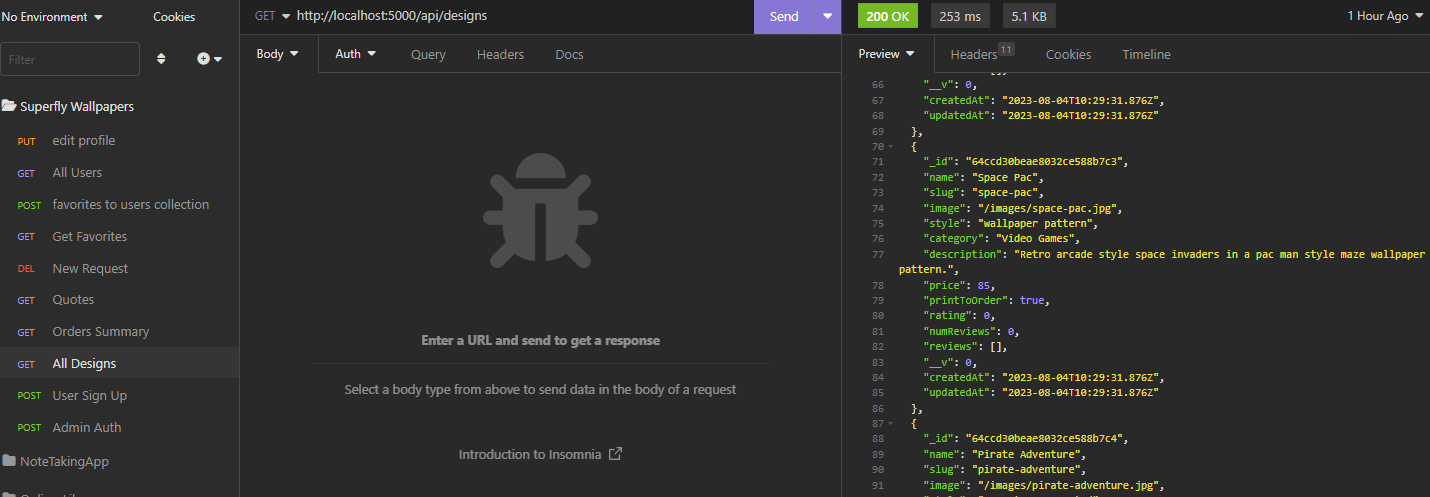 No Environment
Cookies
Filter
Superfly Wallpapers
PUT edit profile
GET All Users
POST favorites to users collection
GET Get Favorites
DEL New Request
GET Quotes
GET Orders Summary
GET All Designs
POST User Sign Up
POST Admin Auth
NoteTakingApp
GET http://localhost:5000/api/designs
Send
Body
Auth
Query
Headers
Docs
Enter a URL and send to get a response
Select a body type from above to send data in the body of a request
Introduction to Insomnia
200 OK
253 ms
5.1 KB
1 Hour Ago
Preview
Headers 11
Cookies
Timeline
66 "__v": 0,
67 "createdAt": "2023-08-04T10:29:31.876Z",
68 "updatedAt": "2023-08-04T10:29:31.876Z"
69 },
70 {
71 "_id": "64ccd30beae8032ce588b7c3",
72 "name": "Space Pac",
73 "slug": "space-pac",
74 "image": "/images/space-pac.jpg",
75 "style": "wallpaper pattern",
76 "category": "Video Games",
77 "description": "Retro arcade style space invaders in a pac man style maze wallpaper
pattern.",
78 "price": 85,
79 "printToOrder": true,
80 "rating": 0,
81 "numReviews": 0,
82 "reviews": [],
83 "__v": 0,
84 "createdAt": "2023-08-04T10:29:31.876Z",
85 "updatedAt": "2023-08-04T10:29:31.876Z"
86 },
87 {
88 "_id": "64ccd30beae8032ce588b7c4",
89 "name": "Pirate Adventure",
90 "slug": "pirate-adventure",
91 "image": "/images/pirate-adventure.jpg",